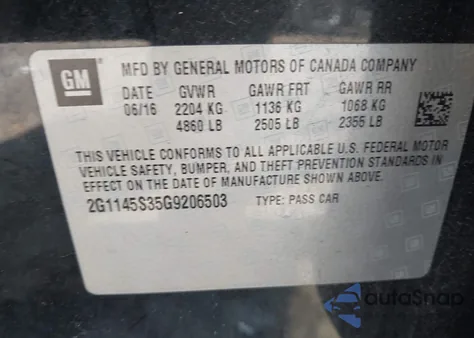 GM
MFD BY GENERAL MOTORS OF CANADA COMPANY
DATE GVWR GAWR FRT GAWR RR
06/16 2204 KG 1136 KG 1068 KG
4860 LB 2505 LB 2355 LB
THIS VEHICLE CONFORMS TO ALL APPLICABLE U.S. FEDERAL MOTOR
VEHICLE SAFETY, BUMPER, AND THEFT PREVENTION STANDARDS IN
EFFECT ON THE DATE OF MANUFACTURE SHOWN ABOVE.
2G1145S35G9206503 TYPE: PASS CAR
autoSnap